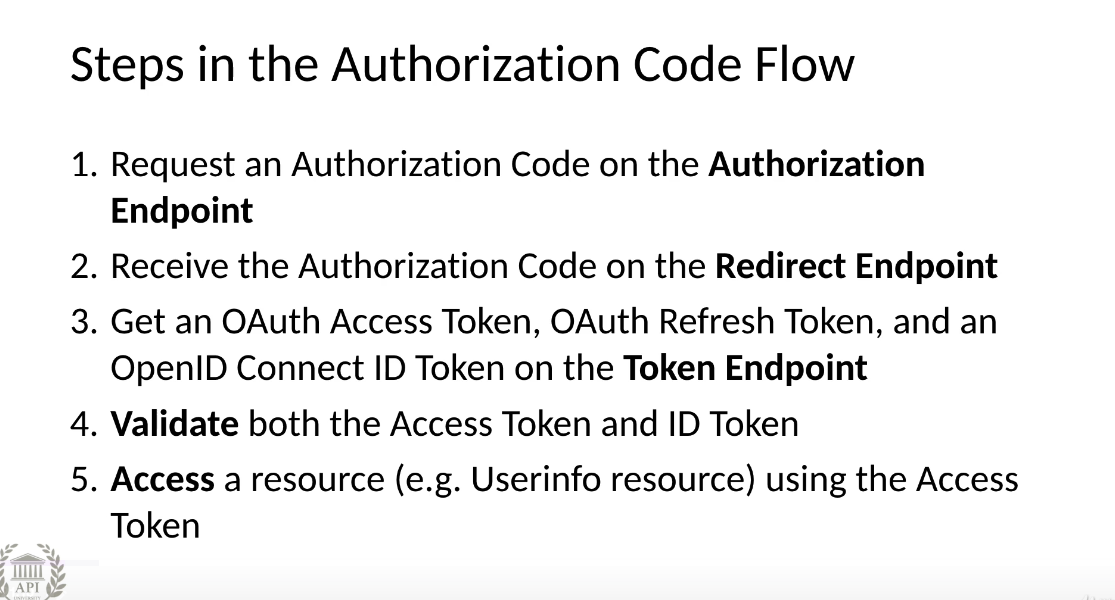 Steps in the Authorization Code Flow
1. Request an Authorization Code on the Authorization
Endpoint
2. Receive the Authorization Code on the Redirect Endpoint
3. Get an OAuth Access Token, OAuth Refresh Token, and an
OpenID Connect ID Token on the Token Endpoint
4. Validate both the Access Token and ID Token
5. Access a resource (e.g. Userinfo resource) using the Access
Token
API
UNIVERSITY